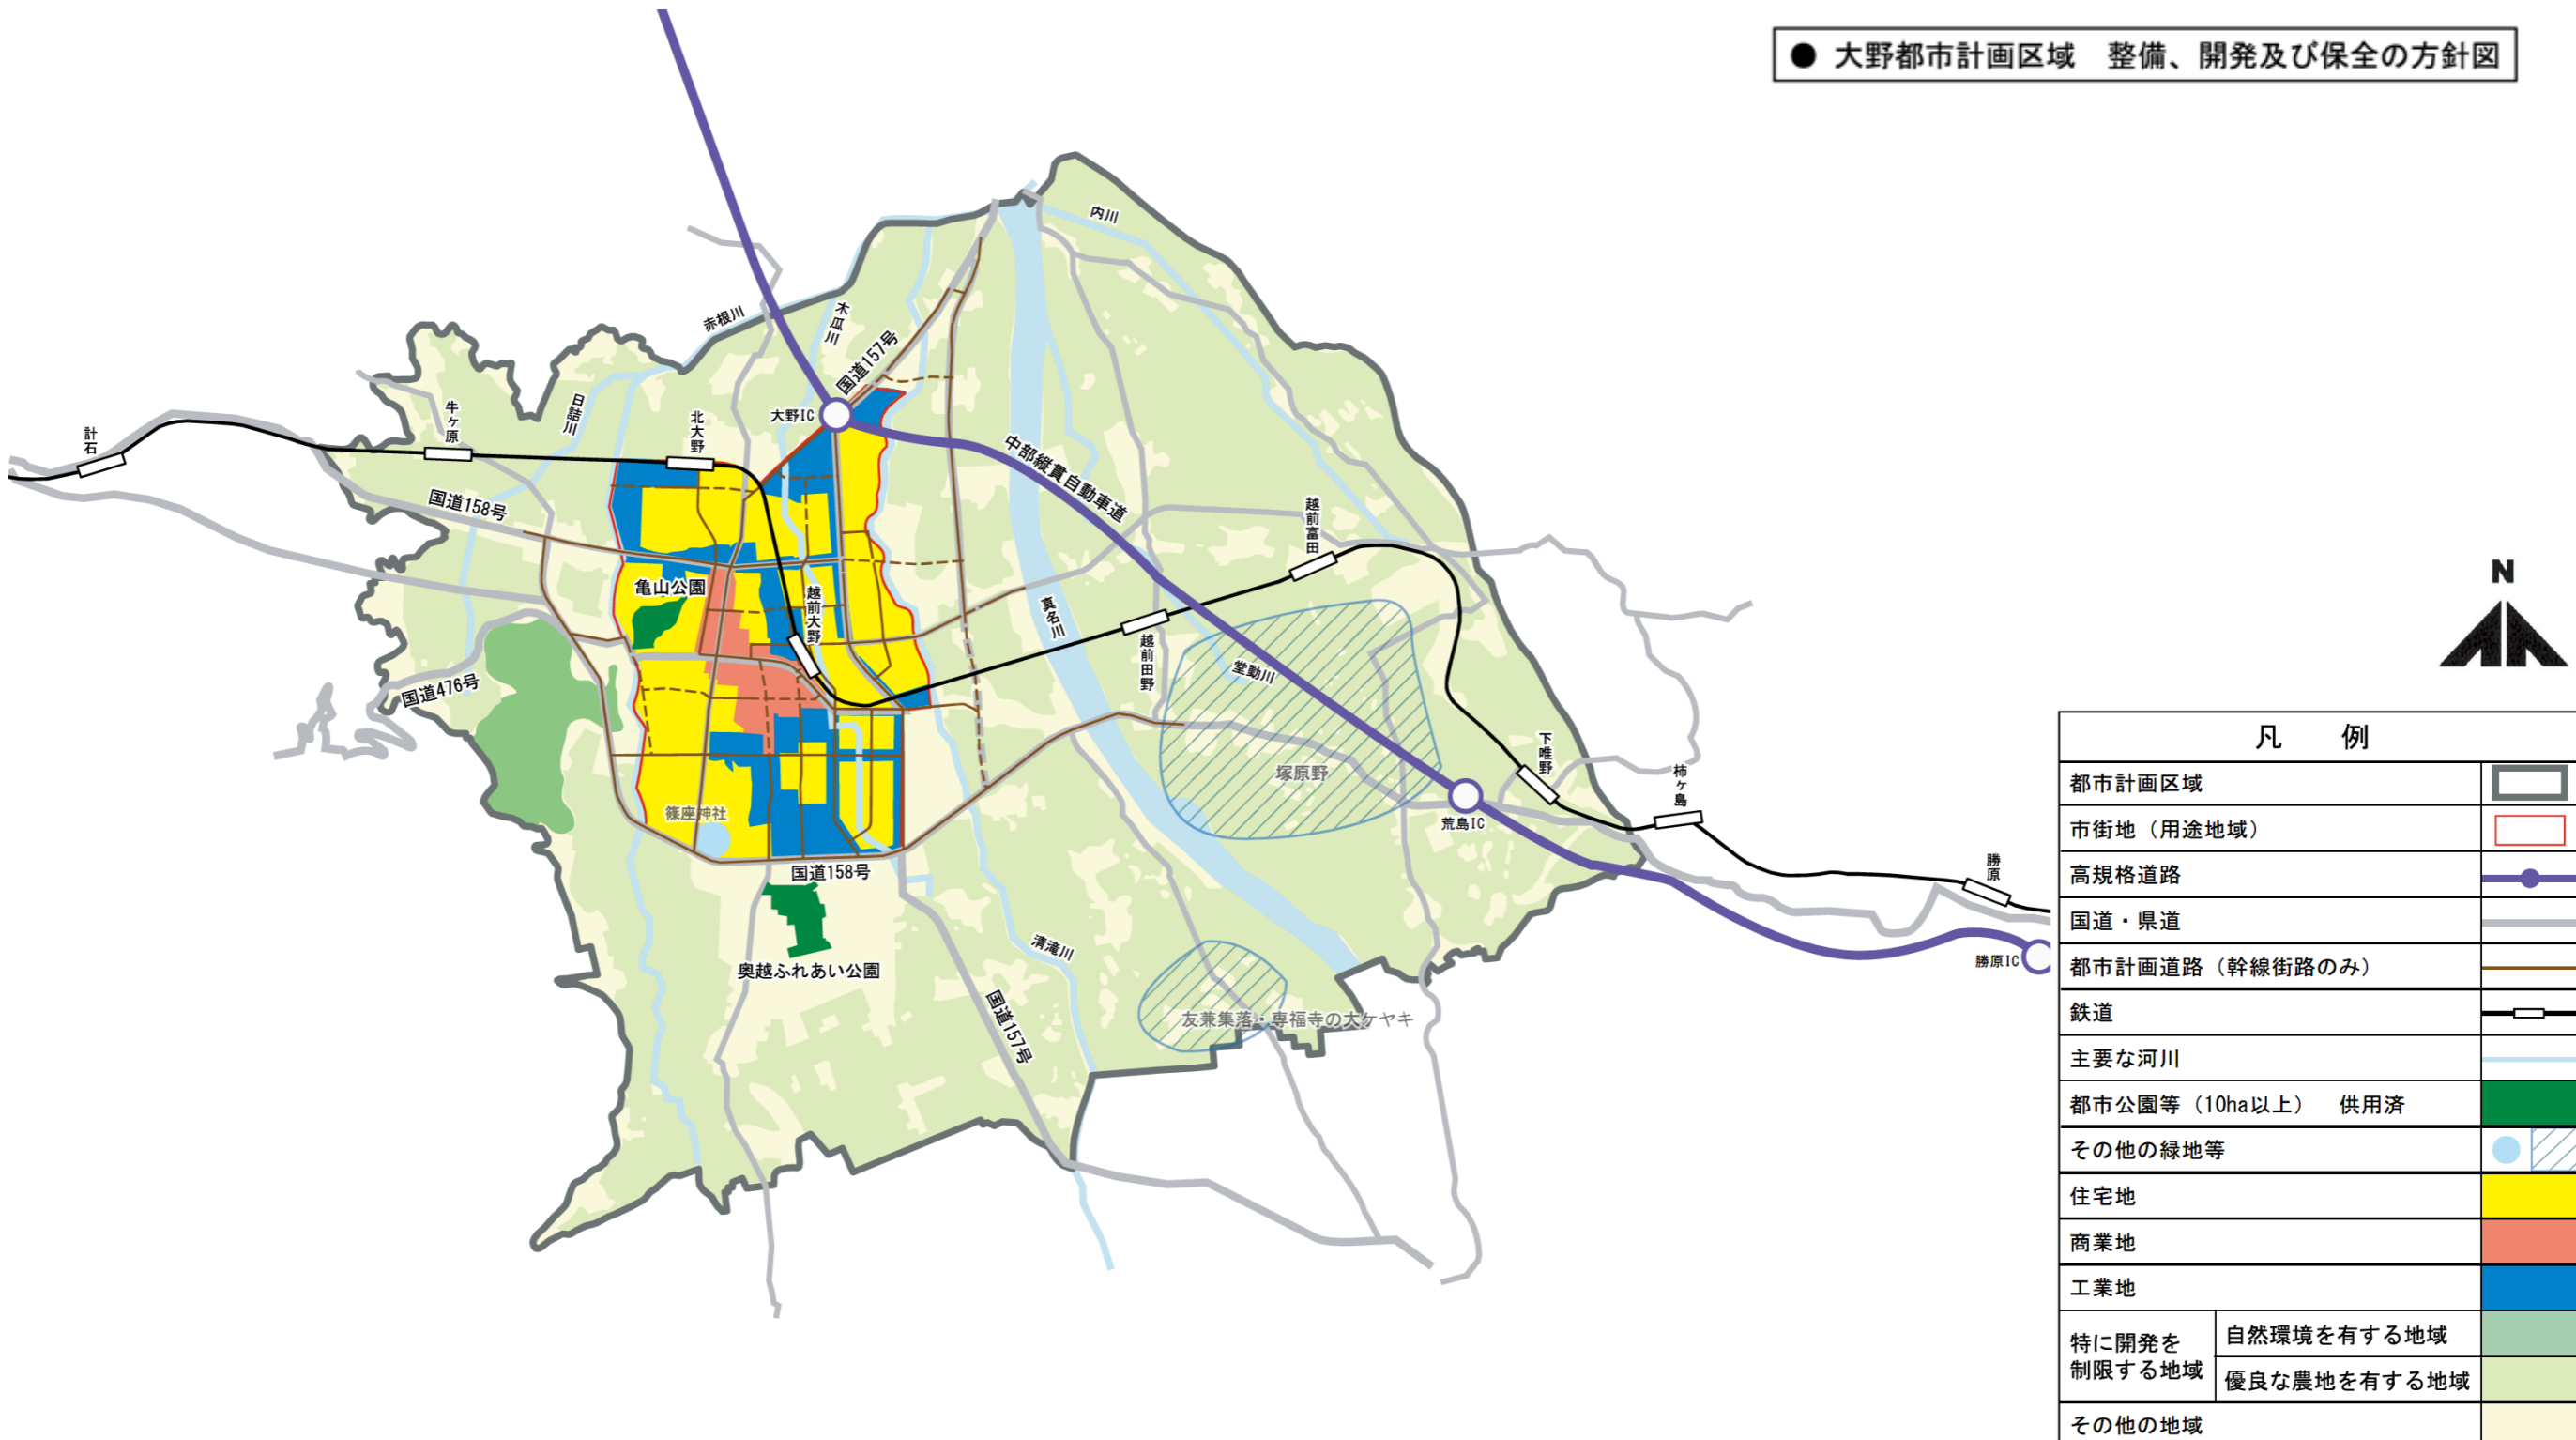 ● 大野都市計画区域　整備、開発及び保全の方針図
内川
赤根川
木瓜川
国道157号
大野IC
北大野
日詰川
牛ヶ原
計石
国道158号
中部縦貫自動車道
越前富田
亀山公園
越前大野
真名川
越前田野
堂動川
国道476号
塚原野
篠座神社
下唯野
柿ヶ島
荒島IC
国道158号
勝原
勝原IC
奥越ふれあい公園
清滝川
国道157号
友兼集落・専福寺の大ケヤキ
N
凡　例
都市計画区域
市街地（用途地域）
高規格道路
国道・県道
都市計画道路（幹線街路のみ）
鉄道
主要な河川
都市公園等（10ha以上）　供用済
その他の緑地等
住宅地
商業地
工業地
特に開発を
制限する地域
自然環境を有する地域
優良な農地を有する地域
その他の地域